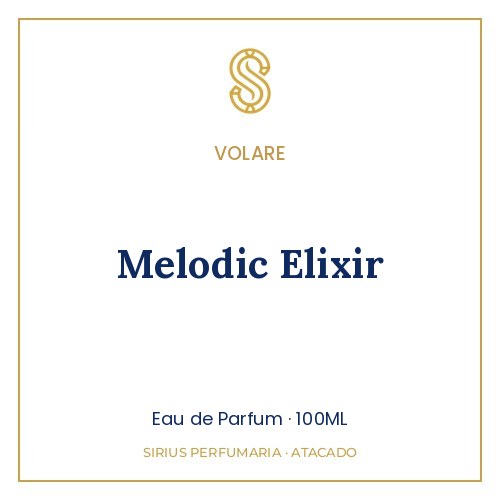 VOLARE
Melodic Elixir
Eau de Parfum · 100ML
SIRIUS PERFUMARIA · ATACADO